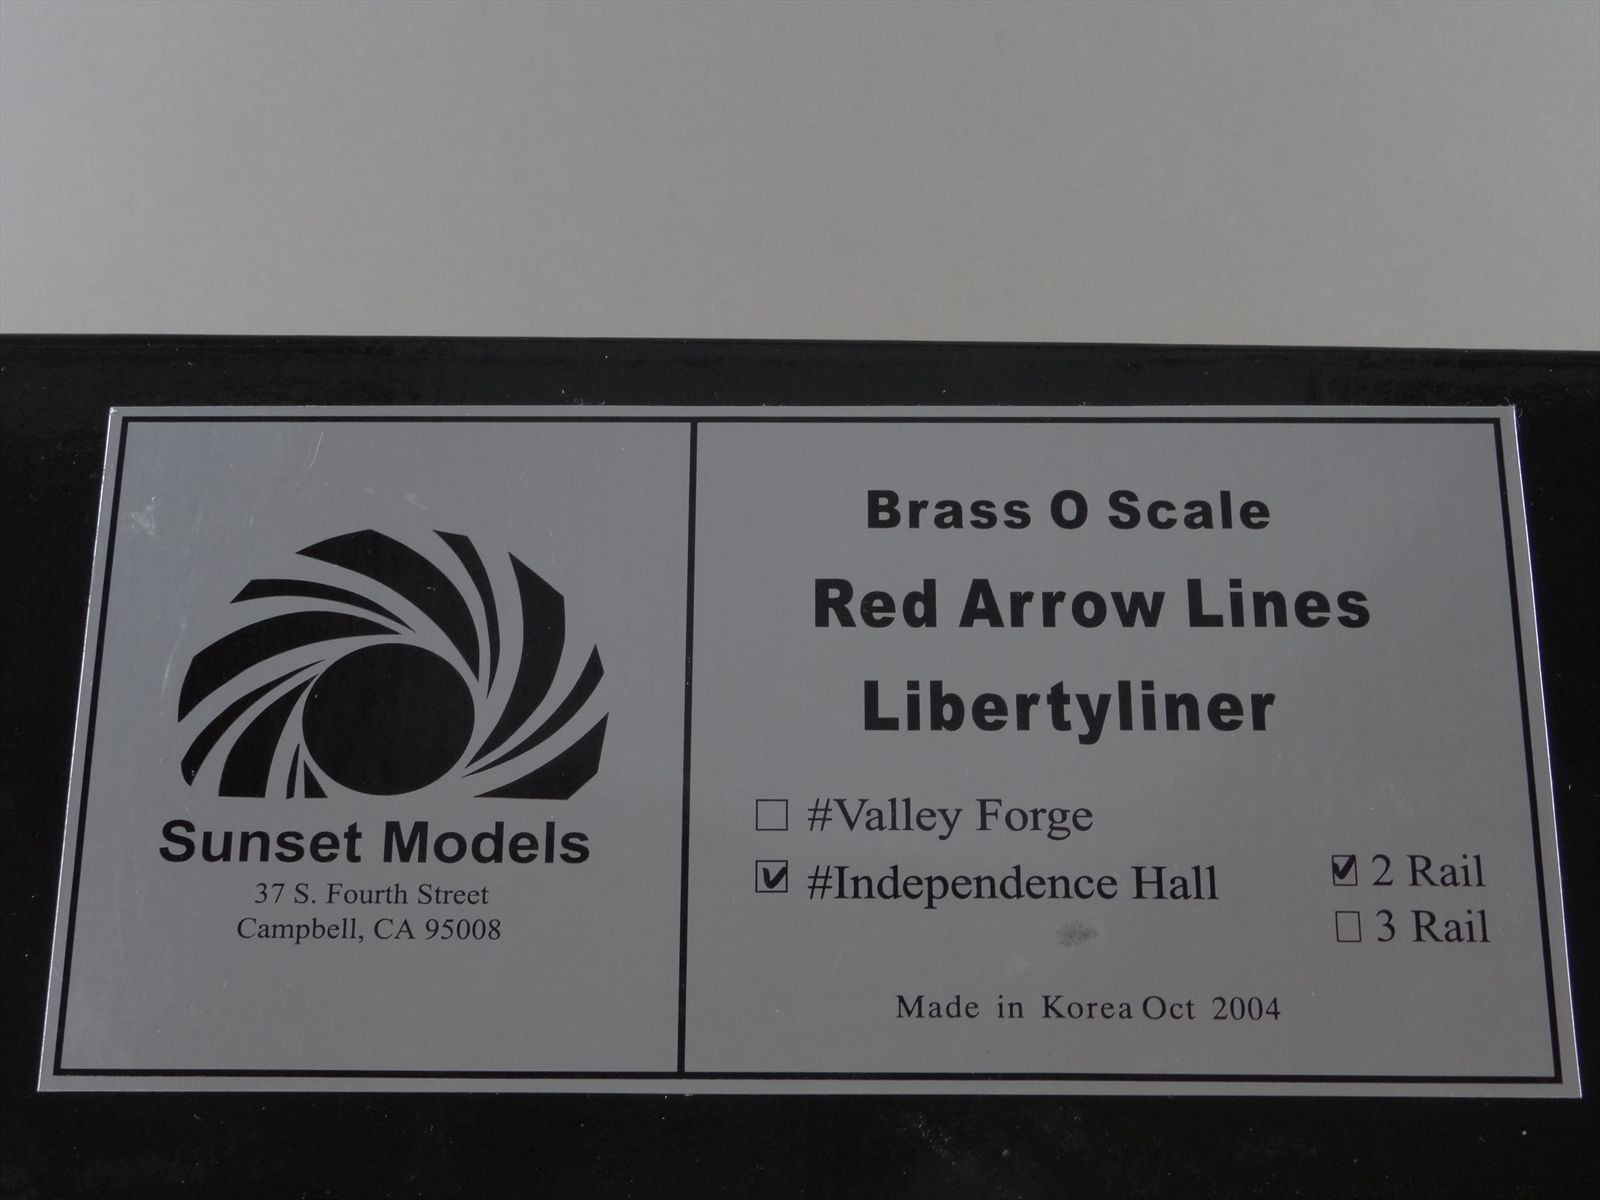 Sunset Models
37 S. Fourth Street
Campbell, CA 95008
Brass O Scale
Red Arrow Lines
Libertyliner
☐ #Valley Forge
☑ #Independence Hall
☑ 2 Rail
☐ 3 Rail
Made in Korea Oct 2004